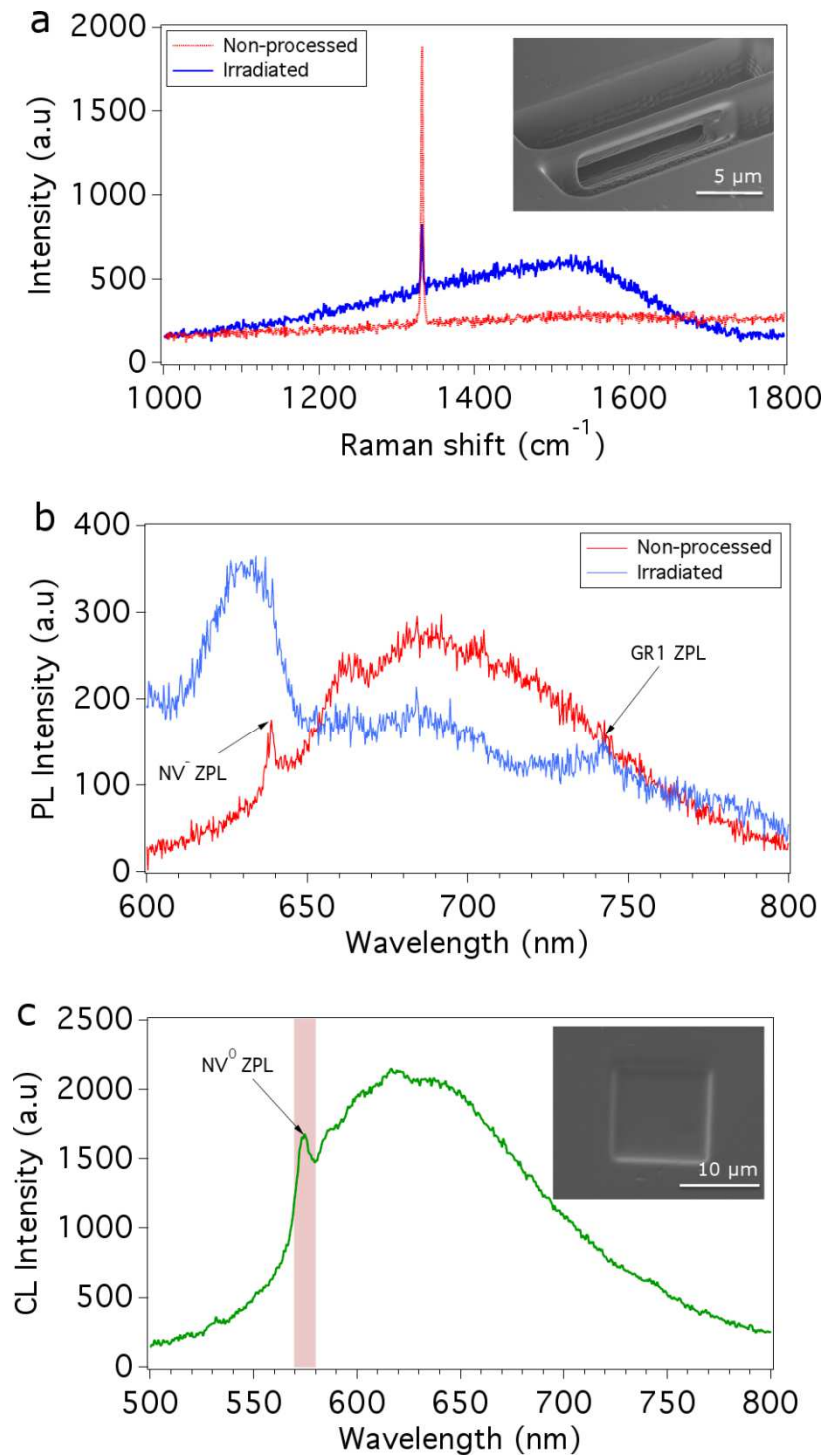 a
2000
1500
1000
500
0
Intensity (a.u)
Non-processed
Irradiated
5 µm
1000 1200 1400 1600 1800
Raman shift (cm⁻¹)
b
400
300
200
100
0
PL Intensity (a.u)
Non-processed
Irradiated
GR1 ZPL
NV⁻ ZPL
600 650 700 750 800
Wavelength (nm)
c
2500
2000
1500
1000
500
0
CL Intensity (a.u)
NV⁰ ZPL
10 µm
500 550 600 650 700 750 800
Wavelength (nm)